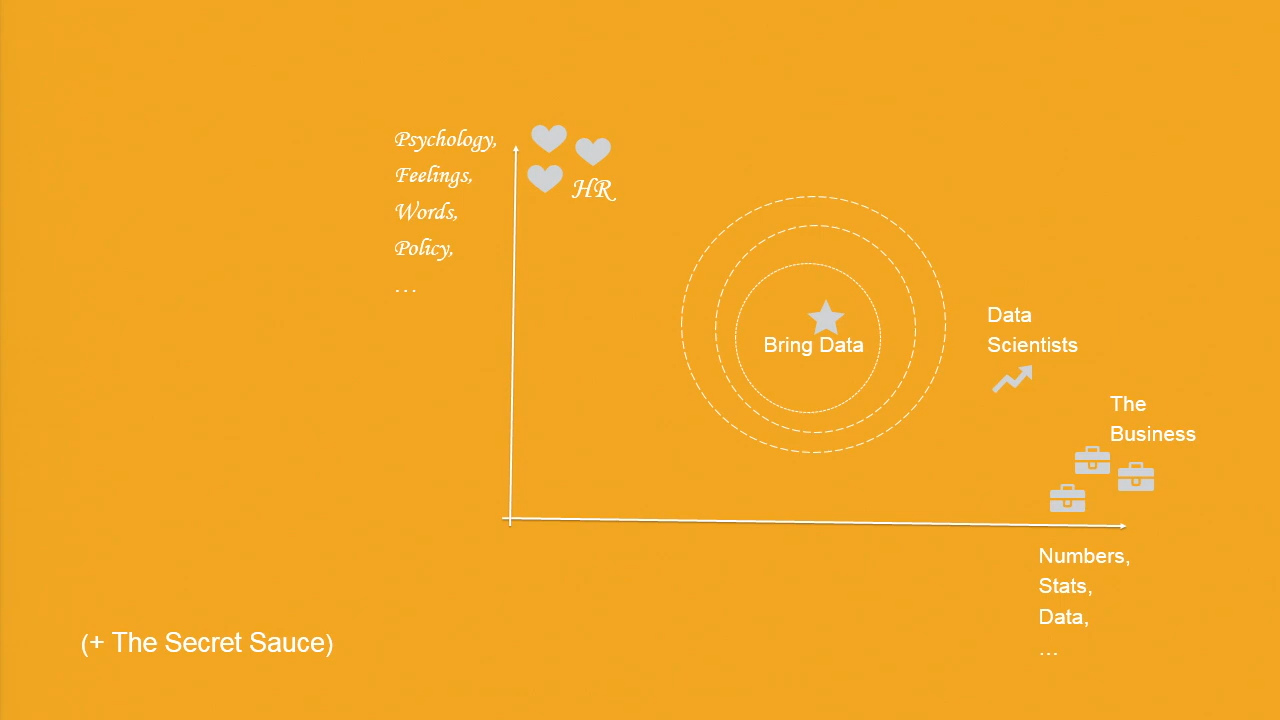 Psychology,
Feelings,
Words,
Policy,
...
HR
Bring Data
Data
Scientists
The
Business
Numbers,
Stats,
Data,
...
(+ The Secret Sauce)